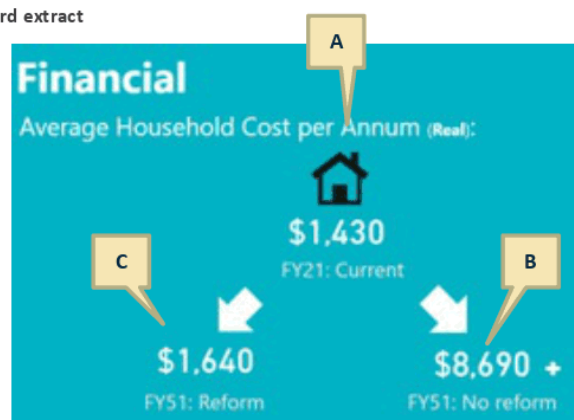 rd extract
A
Financial
Average Household Cost per Annum (Real):
$1,430
FY21: Current
C
B
$1,640
$8,690 +
FY51: Reform
FY51: No reform